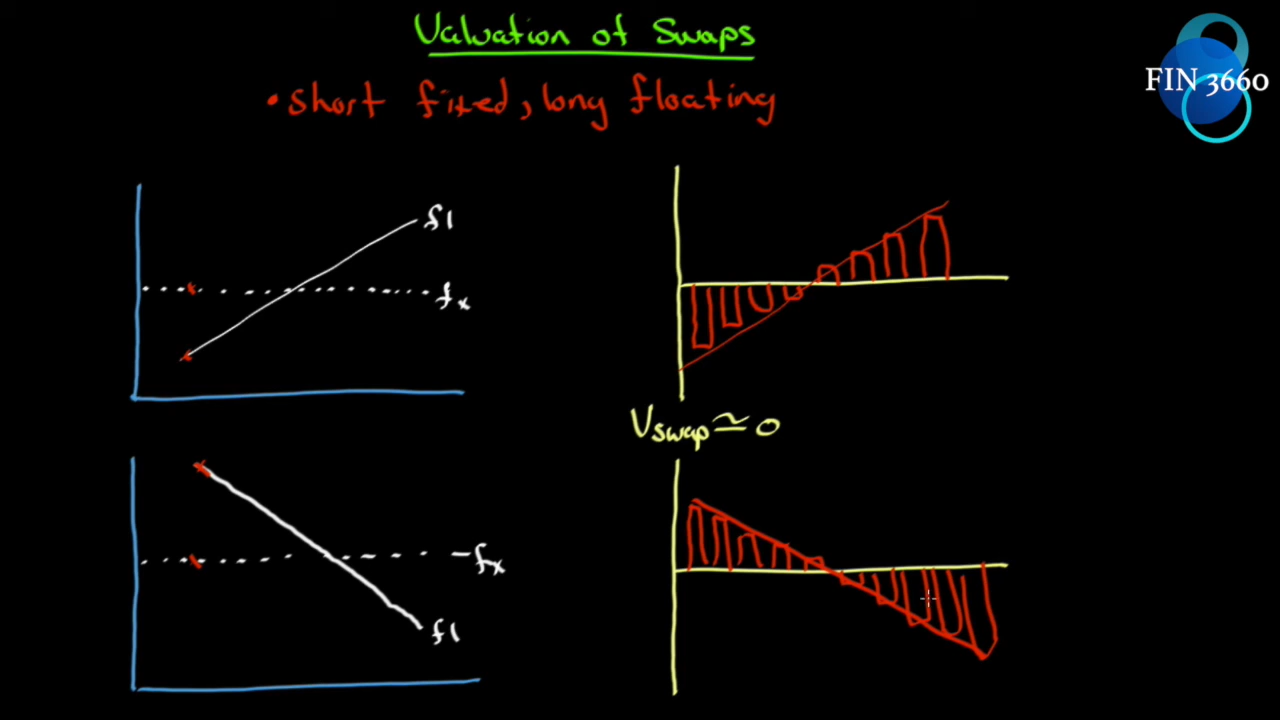 Valuation of Swaps
FIN 3660
• short fixed, long floating
fl
fx
Vswap ≃ 0
fx
fl